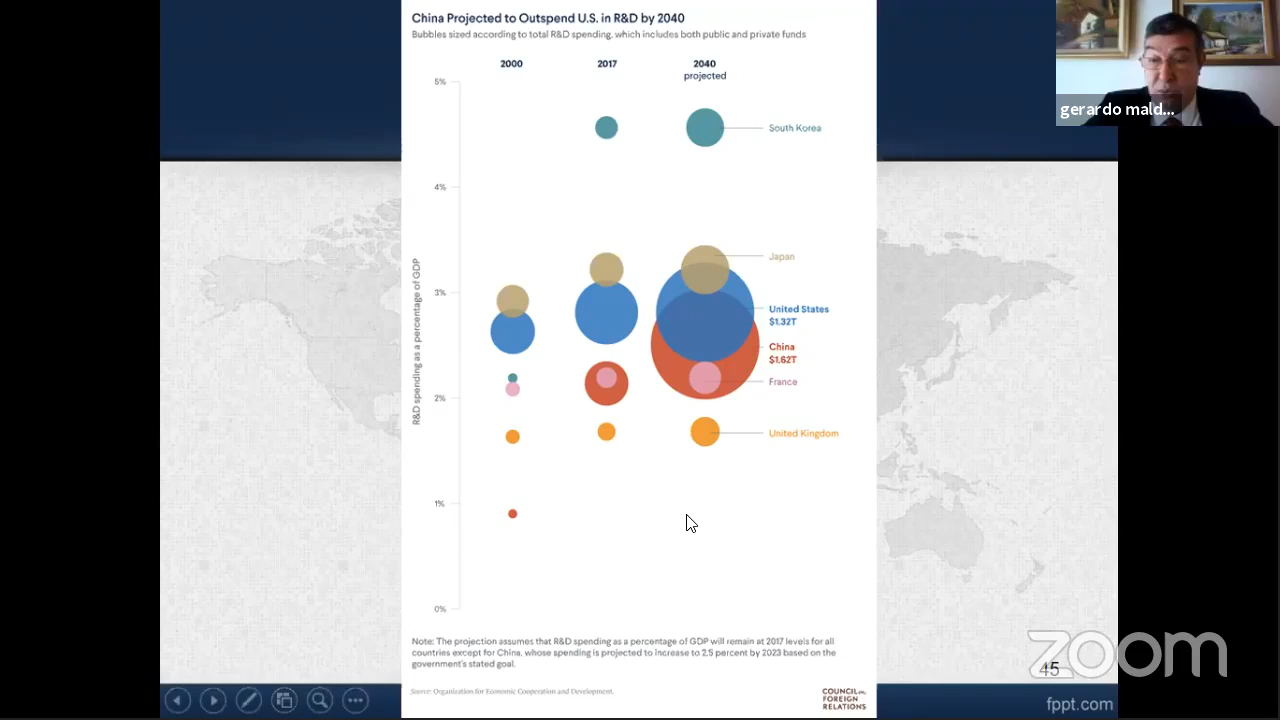 China Projected to Outspend U.S. in R&D by 2040
Bubbles sized according to total R&D spending, which includes both public and private funds
2000
2017
2040
projected
5%
4%
3%
2%
1%
0%
R&D spending as a percentage of GDP
South Korea
Japan
United States
$1.32T
China
$1.62T
France
United Kingdom
Note: The projection assumes that R&D spending as a percentage of GDP will remain at 2017 levels for all
countries except for China, whose spending is projected to increase to 2.5 percent by 2023 based on the
government's stated goal.
Source: Organization for Economic Cooperation and Development.
COUNCIL on
FOREIGN
RELATIONS
gerardo mald...
zoom
45
fppt.com